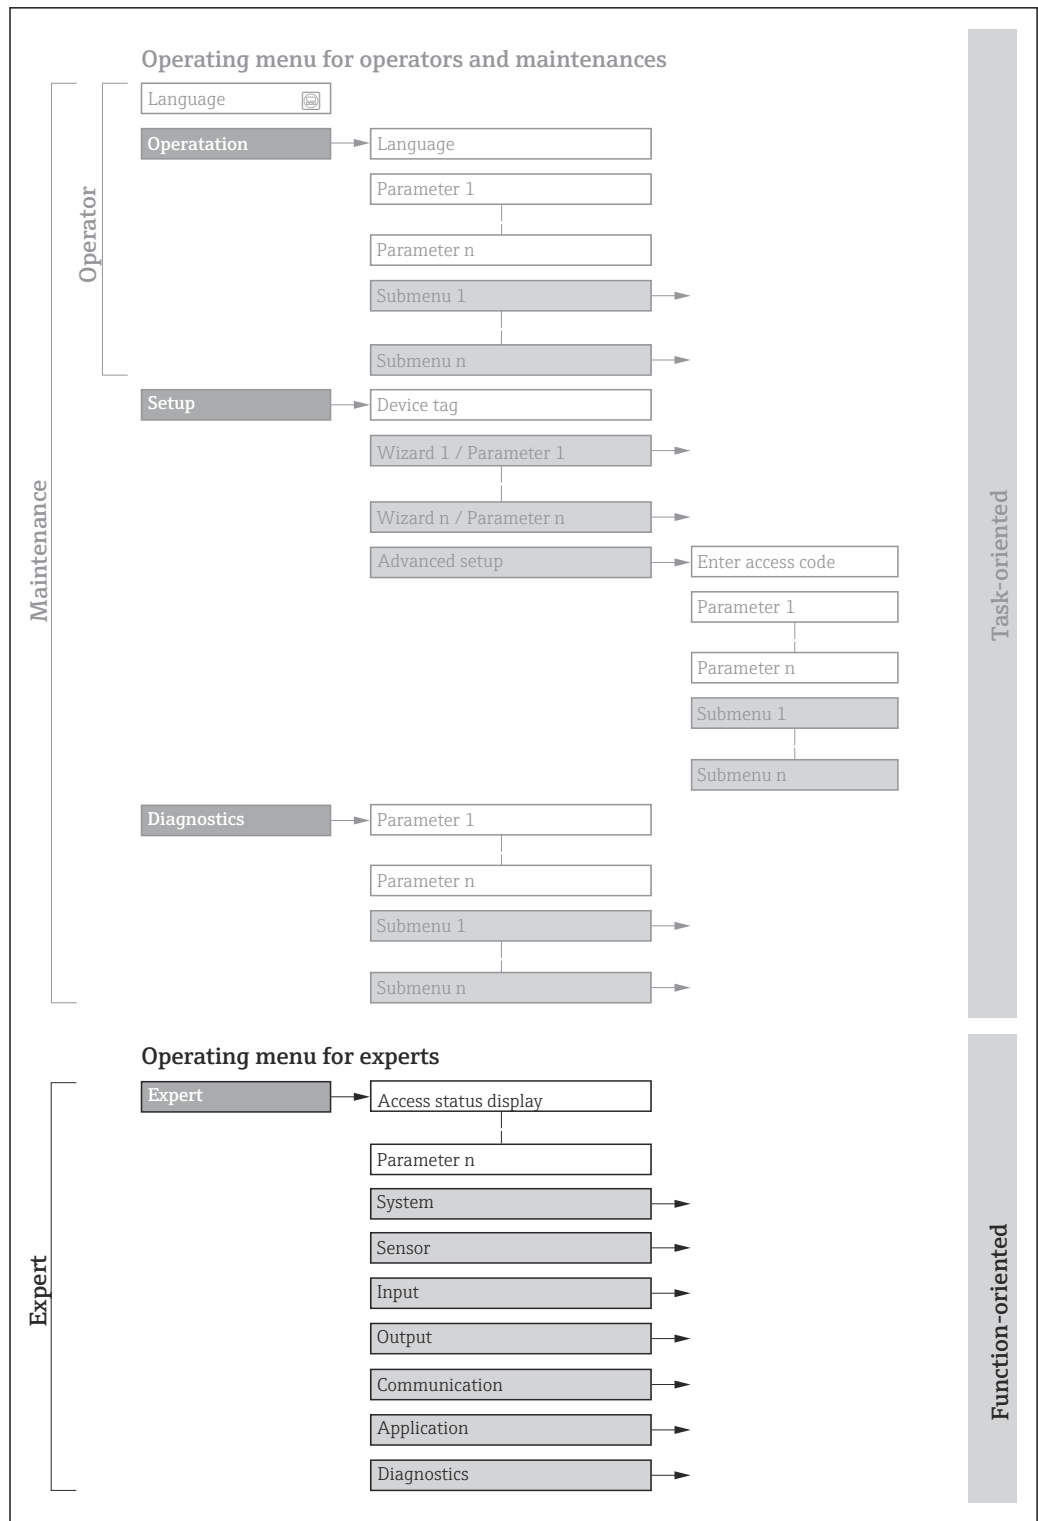 Operating menu for operators and maintenances
Language
Operatation
Language
Parameter 1
Parameter n
Submenu 1
Submenu n
Operator
Setup
Device tag
Wizard 1 / Parameter 1
Wizard n / Parameter n
Advanced setup
Enter access code
Parameter 1
Parameter n
Submenu 1
Submenu n
Maintenance
Task-oriented
Diagnostics
Parameter 1
Parameter n
Submenu 1
Submenu n
Operating menu for experts
Expert
Access status display
Parameter n
System
Sensor
Input
Output
Communication
Application
Diagnostics
Expert
Function-oriented